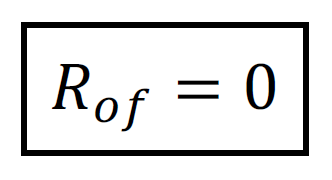 R_{of} = 0